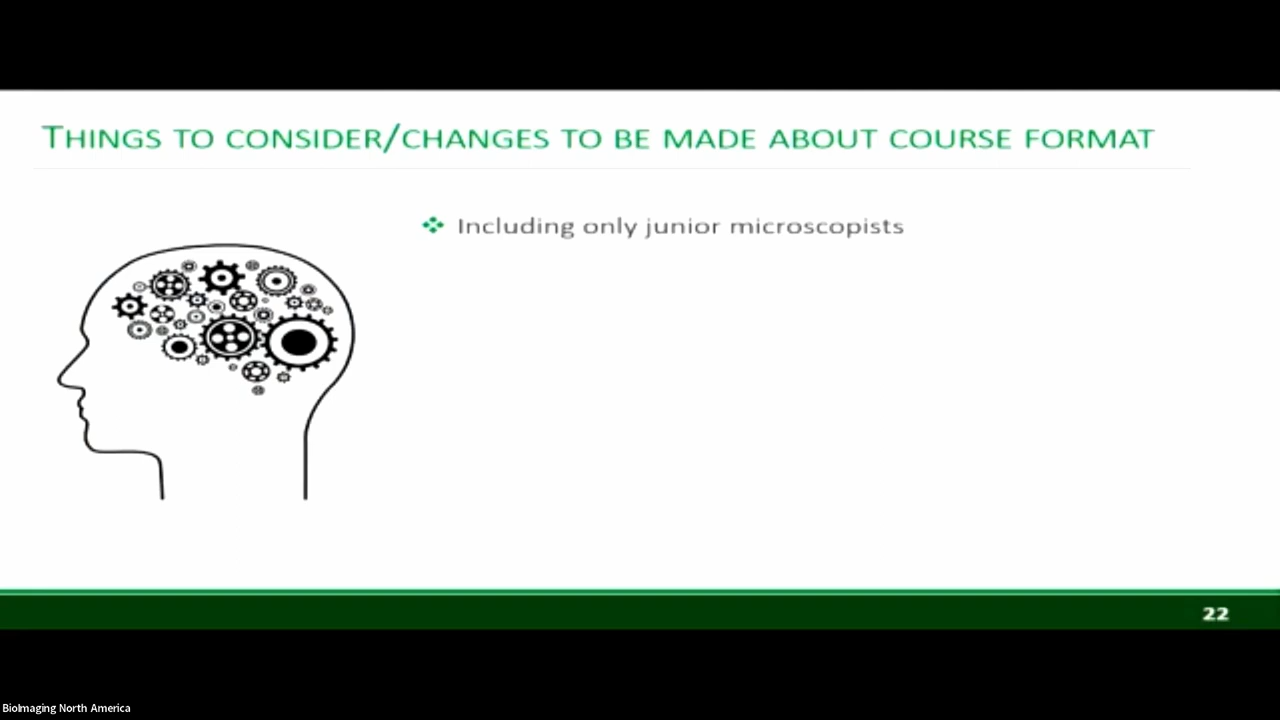 THINGS TO CONSIDER/CHANGES TO BE MADE ABOUT COURSE FORMAT
Including only junior microscopists
22
BioImaging North America